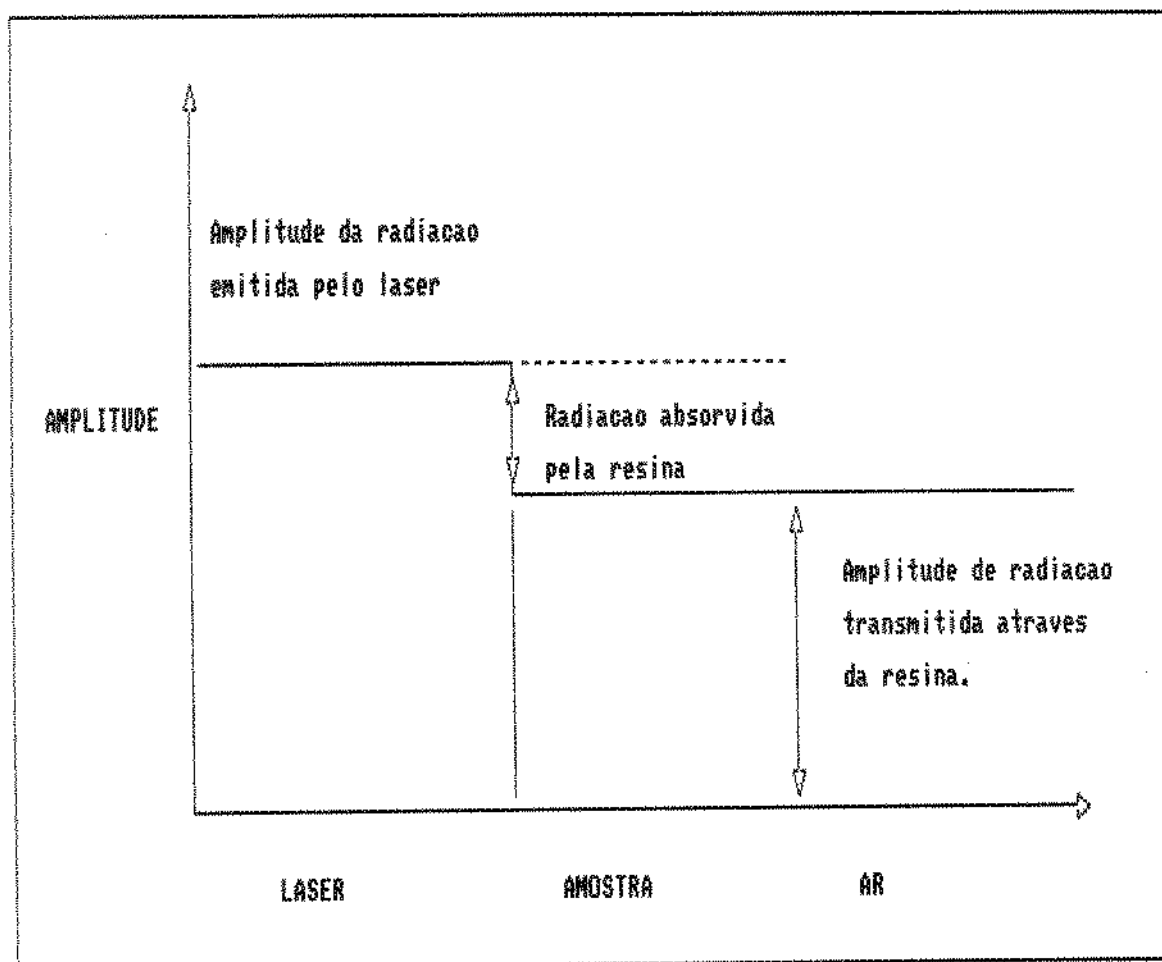 Amplitude da radiacao
emitida pelo laser
AMPLITUDE
Radiacao absorvida
pela resina
Amplitude de radiacao
transmitida atraves
da resina.
LASER
AMOSTRA
AR